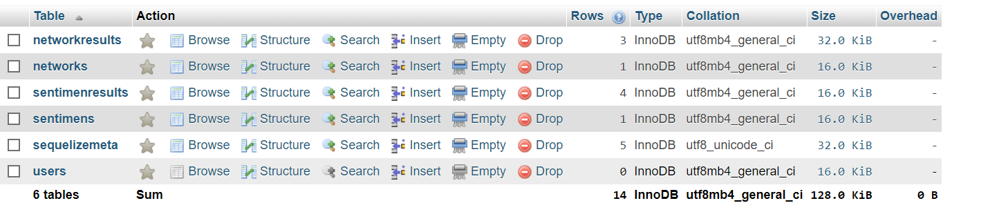 Table Action Rows Type Collation Size Overhead
networkresults Browse Structure Search Insert Empty Drop 3 InnoDB utf8mb4_general_ci 32.0 KiB -
networks Browse Structure Search Insert Empty Drop 1 InnoDB utf8mb4_general_ci 16.0 KiB -
sentimenresults Browse Structure Search Insert Empty Drop 4 InnoDB utf8mb4_general_ci 16.0 KiB -
sentimens Browse Structure Search Insert Empty Drop 1 InnoDB utf8mb4_general_ci 16.0 KiB -
sequelizemeta Browse Structure Search Insert Empty Drop 5 InnoDB utf8_unicode_ci 32.0 KiB -
users Browse Structure Search Insert Empty Drop 0 InnoDB utf8mb4_general_ci 16.0 KiB -
6 tables Sum 14 InnoDB utf8mb4_general_ci 128.0 KiB 0 B